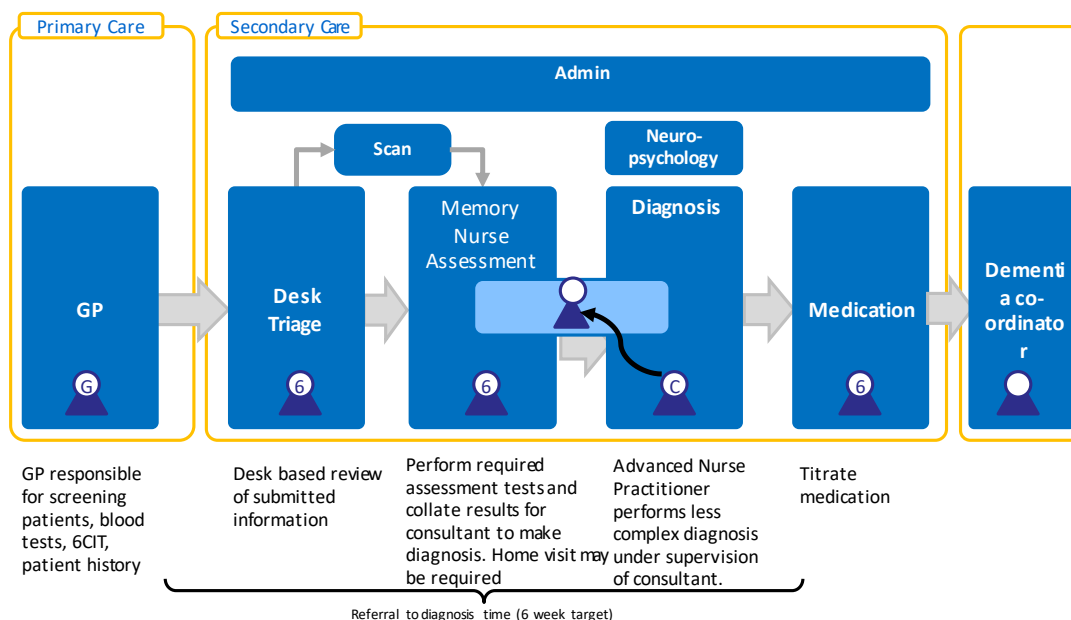 Primary Care
Secondary Care
Admin
Scan
Neuro-
psychology
GP
G
Desk
Triage
6
Memory
Nurse
Assessment
6
Diagnosis
C
Medication
6
Dementi
a co-
ordinato
r
GP responsible
for screening
patients, blood
tests, 6CIT,
patient history
Desk based review
of submitted
information
Perform required
assessment tests and
collate results for
consultant to make
diagnosis. Home visit may
be required
Advanced Nurse
Practitioner
performs less
complex diagnosis
under supervision
of consultant.
Titrate
medication
Referral to diagnosis time (6 week target)